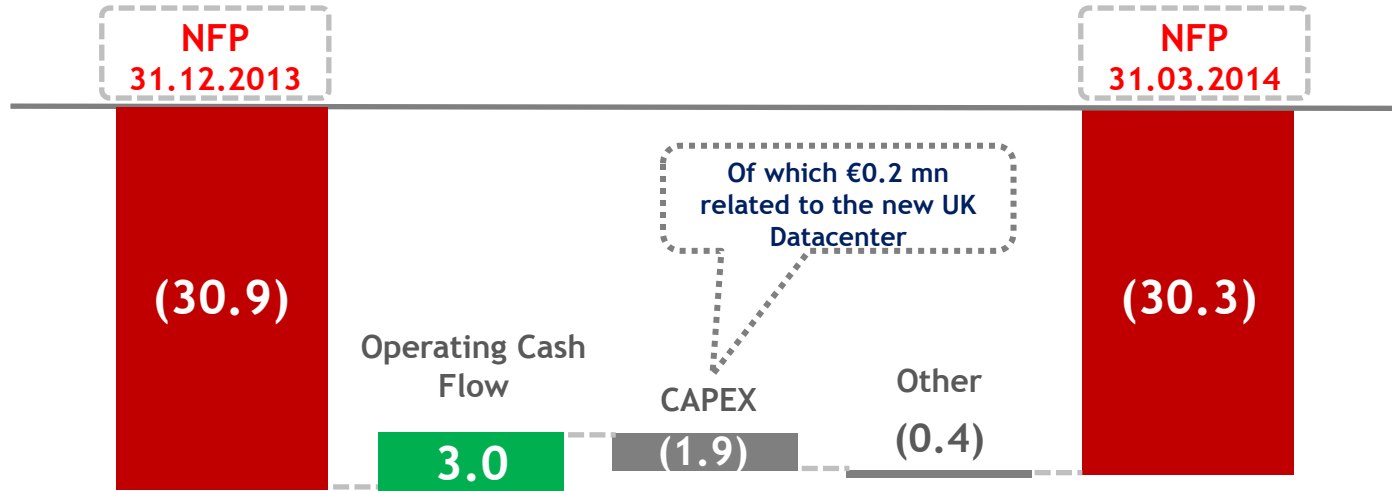 NFP
31.12.2013
NFP
31.03.2014
Of which €0.2 mn
related to the new UK
Datacenter
(30.9)
(30.3)
Operating Cash
Flow
CAPEX
Other
3.0
(1.9)
(0.4)